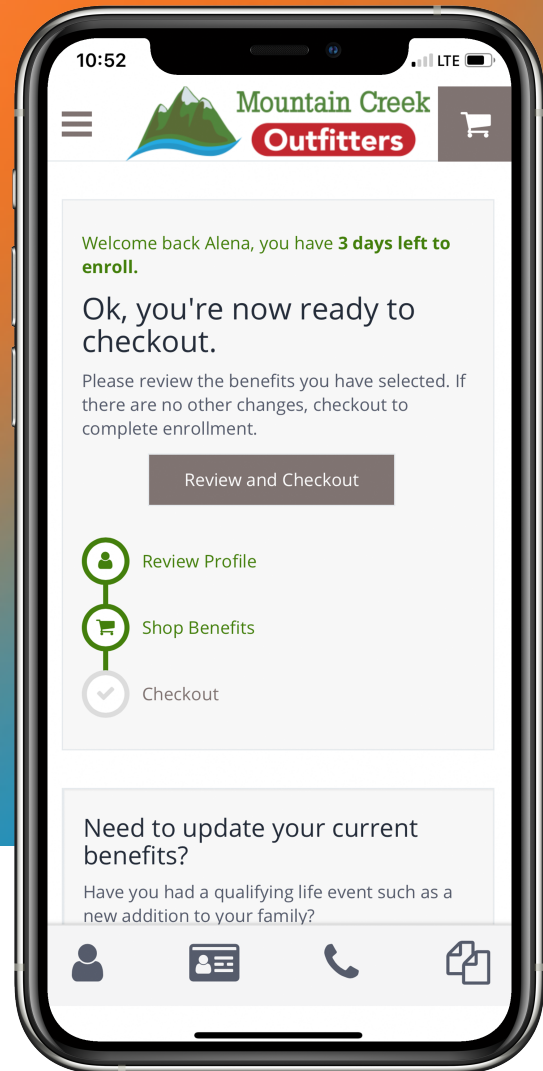 10:52
LTE
Mountain Creek
Outfitters
Welcome back Alena, you have 3 days left to
enroll.
Ok, you're now ready to
checkout.
Please review the benefits you have selected. If
there are no other changes, checkout to
complete enrollment.
Review and Checkout
Review Profile
Shop Benefits
Checkout
Need to update your current
benefits?
Have you had a qualifying life event such as a
new addition to your family?